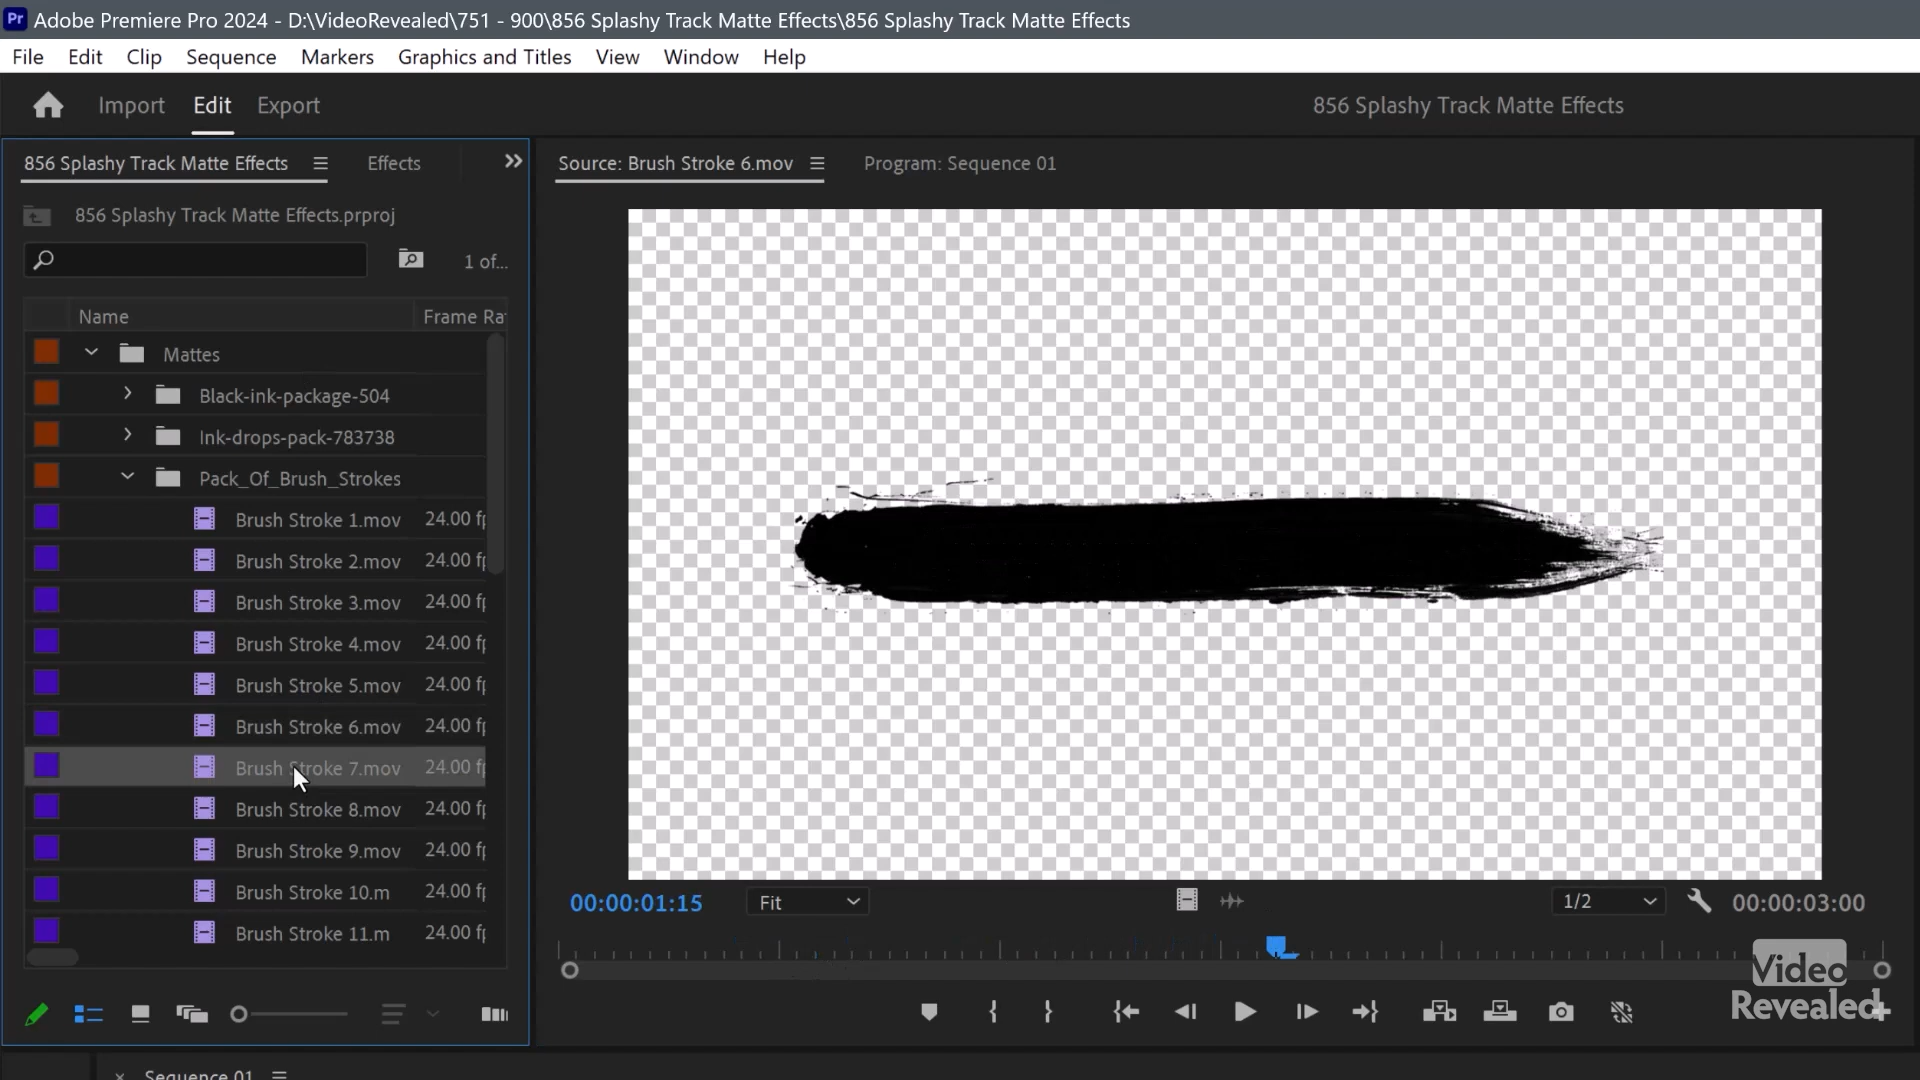 Pr Adobe Premiere Pro 2024 - D:\VideoRevealed\751 - 900\856 Splashy Track Matte Effects\856 Splashy Track Matte Effects
File Edit Clip Sequence Markers Graphics and Titles View Window Help
Import Edit Export 856 Splashy Track Matte Effects
856 Splashy Track Matte Effects Effects Source: Brush Stroke 6.mov Program: Sequence 01
856 Splashy Track Matte Effects.prproj
1 of...
Name Frame Ra
Mattes
Black-ink-package-504
Ink-drops-pack-783738
Pack_Of_Brush_Strokes
Brush Stroke 1.mov 24.00 f
Brush Stroke 2.mov 24.00 f
Brush Stroke 3.mov 24.00 f
Brush Stroke 4.mov 24.00 f
Brush Stroke 5.mov 24.00 f
Brush Stroke 6.mov 24.00 f
Brush Stroke 7.mov 24.00 f
Brush Stroke 8.mov 24.00 f
Brush Stroke 9.mov 24.00 f
Brush Stroke 10.m 24.00 f
Brush Stroke 11.m 24.00 f
00:00:01:15 Fit 1/2 00:00:03:00
Video
Revealed
Sequence 01